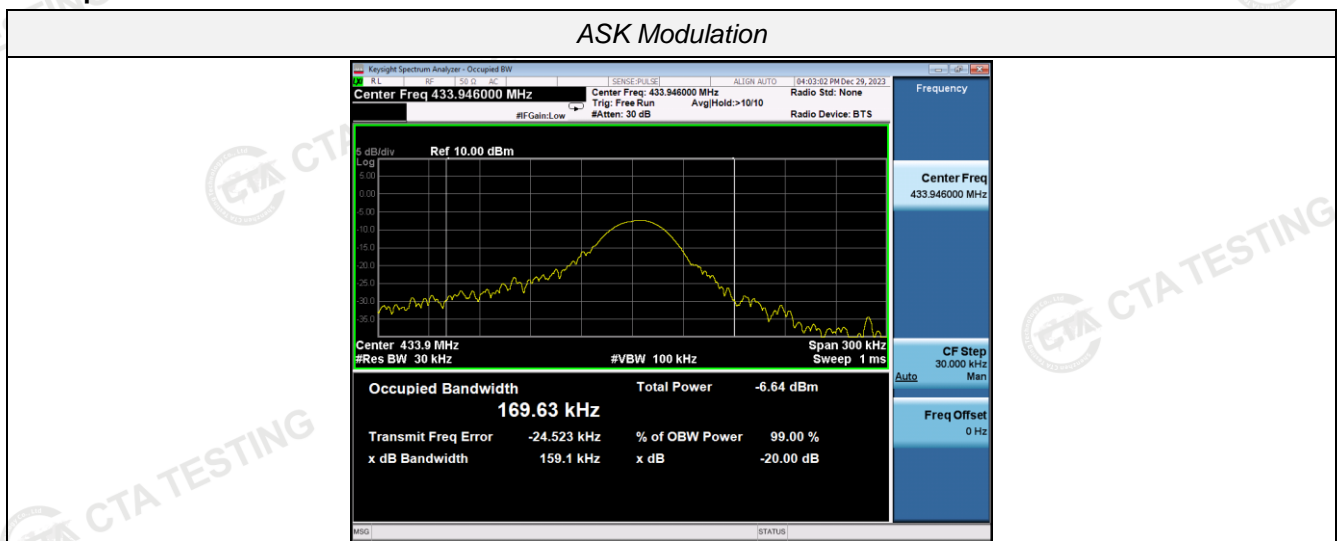 ASK Modulation
Keysight Spectrum Analyzer - Occupied BW
RL RF 50 Ω AC SENSE:PULSE ALIGN AUTO 04:03:02 PM Dec 29, 2023
Center Freq 433.946000 MHz
Center Freq: 433.946000 MHz Radio Std: None
Trig: Free Run Avg|Hold:>10/10
#IFGain:Low #Atten: 30 dB Radio Device: BTS
5 dB/div Ref 10.00 dBm
Log
5.00
0.00
-5.00
-10.0
-15.0
-20.0
-25.0
-30.0
-35.0
Center 433.9 MHz Span 300 kHz
#Res BW 30 kHz #VBW 100 kHz Sweep 1 ms
Occupied Bandwidth Total Power -6.64 dBm
169.63 kHz
Transmit Freq Error -24.523 kHz % of OBW Power 99.00 %
x dB Bandwidth 159.1 kHz x dB -20.00 dB
MSG STATUS
Frequency
Center Freq
433.946000 MHz
CF Step
30.000 kHz
Auto Man
Freq Offset
0 Hz
CTA TESTING
CTA TESTING